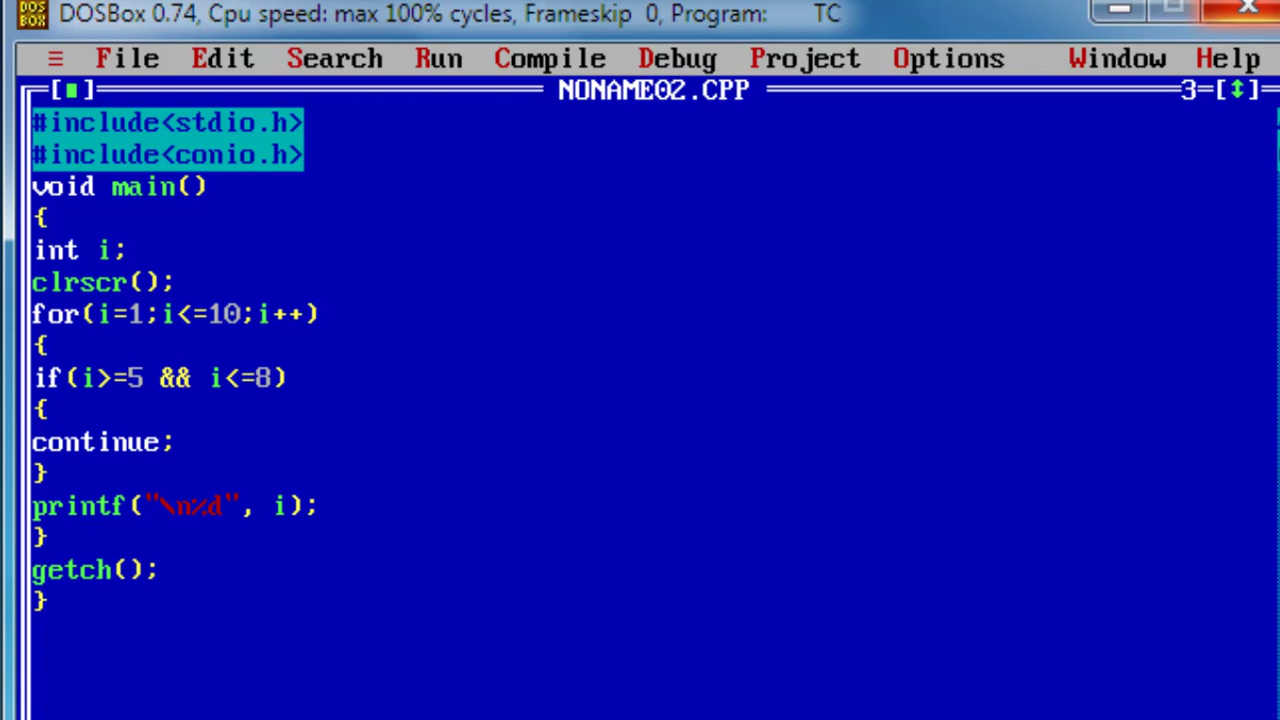 DOSBox 0.74, Cpu speed: max 100% cycles, Frameskip 0, Program: TC
≡ File Edit Search Run Compile Debug Project Options Window Help
NONAME02.CPP 3
#include<stdio.h>
#include<conio.h>
void main()
{
int i;
clrscr();
for(i=1;i<=10;i++)
{
if(i>=5 && i<=8)
{
continue;
}
printf("\n%d", i);
}
getch();
}